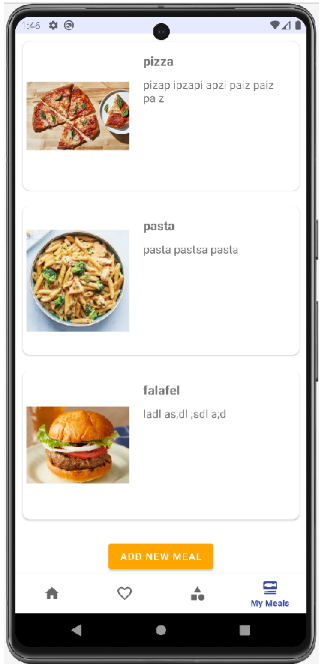 1:46
pizza
pizap ipzapi apzi paiz paiz
pa z
pasta
pasta pastsa pasta
falafel
ladl as;dl ;sdl a;d
ADD NEW MEAL
My Meals